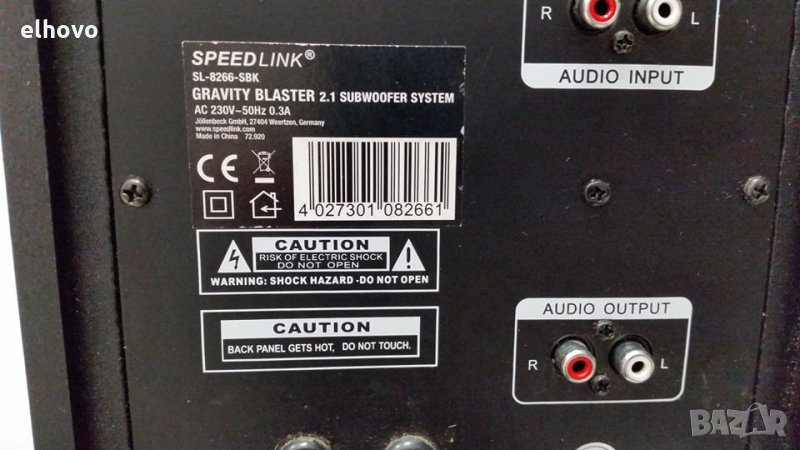 elhovo
SPEEDLINK®
SL-8266-SBK
GRAVITY BLASTER 2.1 SUBWOOFER SYSTEM
AC 230V~50Hz 0.3A
Jöllenbeck GmbH, 27404 Weertzen, Germany
www.speedlink.com
Made in China 72.920
CE
4 027301 082661
R L
AUDIO INPUT
CAUTION
RISK OF ELECTRIC SHOCK
DO NOT OPEN
WARNING: SHOCK HAZARD -DO NOT OPEN
CAUTION
BACK PANEL GETS HOT, DO NOT TOUCH.
AUDIO OUTPUT
R L
BAZAR